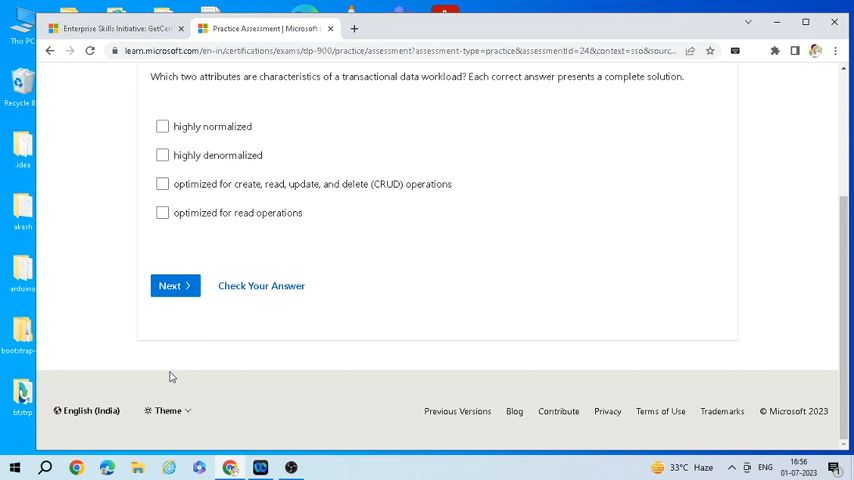 Enterprise Skills Initiative: GetCert
Practice Assessment | Microsoft
This PC
learn.microsoft.com/en-in/certifications/exams/dp-900/practice/assessment?assessment-type=practice&assessmentId=24&context=sso&sourc...
Which two attributes are characteristics of a transactional data workload? Each correct answer presents a complete solution.
Recycle B
highly normalized
highly denormalized
.idea
optimized for create, read, update, and delete (CRUD) operations
optimized for read operations
akash
arduino
Next
Check Your Answer
bootstrap-
btstrp
English (India)
Theme
Previous Versions
Blog
Contribute
Privacy
Terms of Use
Trademarks
© Microsoft 2023
33°C Haze
ENG
16:56
01-07-2023
1